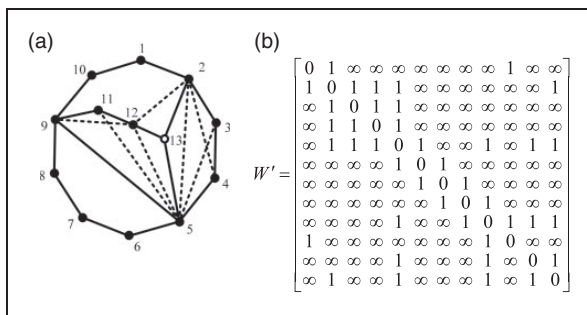 (a)
1
10
2
11
12
9
13
3
8
4
7
5
6
(b)
W' =
0 1 ∞ ∞ ∞ ∞ ∞ ∞ ∞ 1 ∞ ∞
1 0 1 1 1 ∞ ∞ ∞ ∞ ∞ ∞ 1
∞ 1 0 1 1 ∞ ∞ ∞ ∞ ∞ ∞ ∞
∞ 1 1 0 1 ∞ ∞ ∞ ∞ ∞ ∞ ∞
∞ 1 1 1 0 1 ∞ ∞ 1 ∞ 1 1
∞ ∞ ∞ ∞ 1 0 1 ∞ ∞ ∞ ∞ ∞
∞ ∞ ∞ ∞ ∞ 1 0 1 ∞ ∞ ∞ ∞
∞ ∞ ∞ ∞ ∞ ∞ 1 0 1 ∞ ∞ ∞
∞ ∞ ∞ ∞ 1 ∞ ∞ 1 0 1 1 1
1 ∞ ∞ ∞ ∞ ∞ ∞ ∞ 1 0 ∞ ∞
∞ ∞ ∞ ∞ 1 ∞ ∞ ∞ 1 ∞ 0 1
∞ 1 ∞ ∞ 1 ∞ ∞ ∞ 1 ∞ 1 0